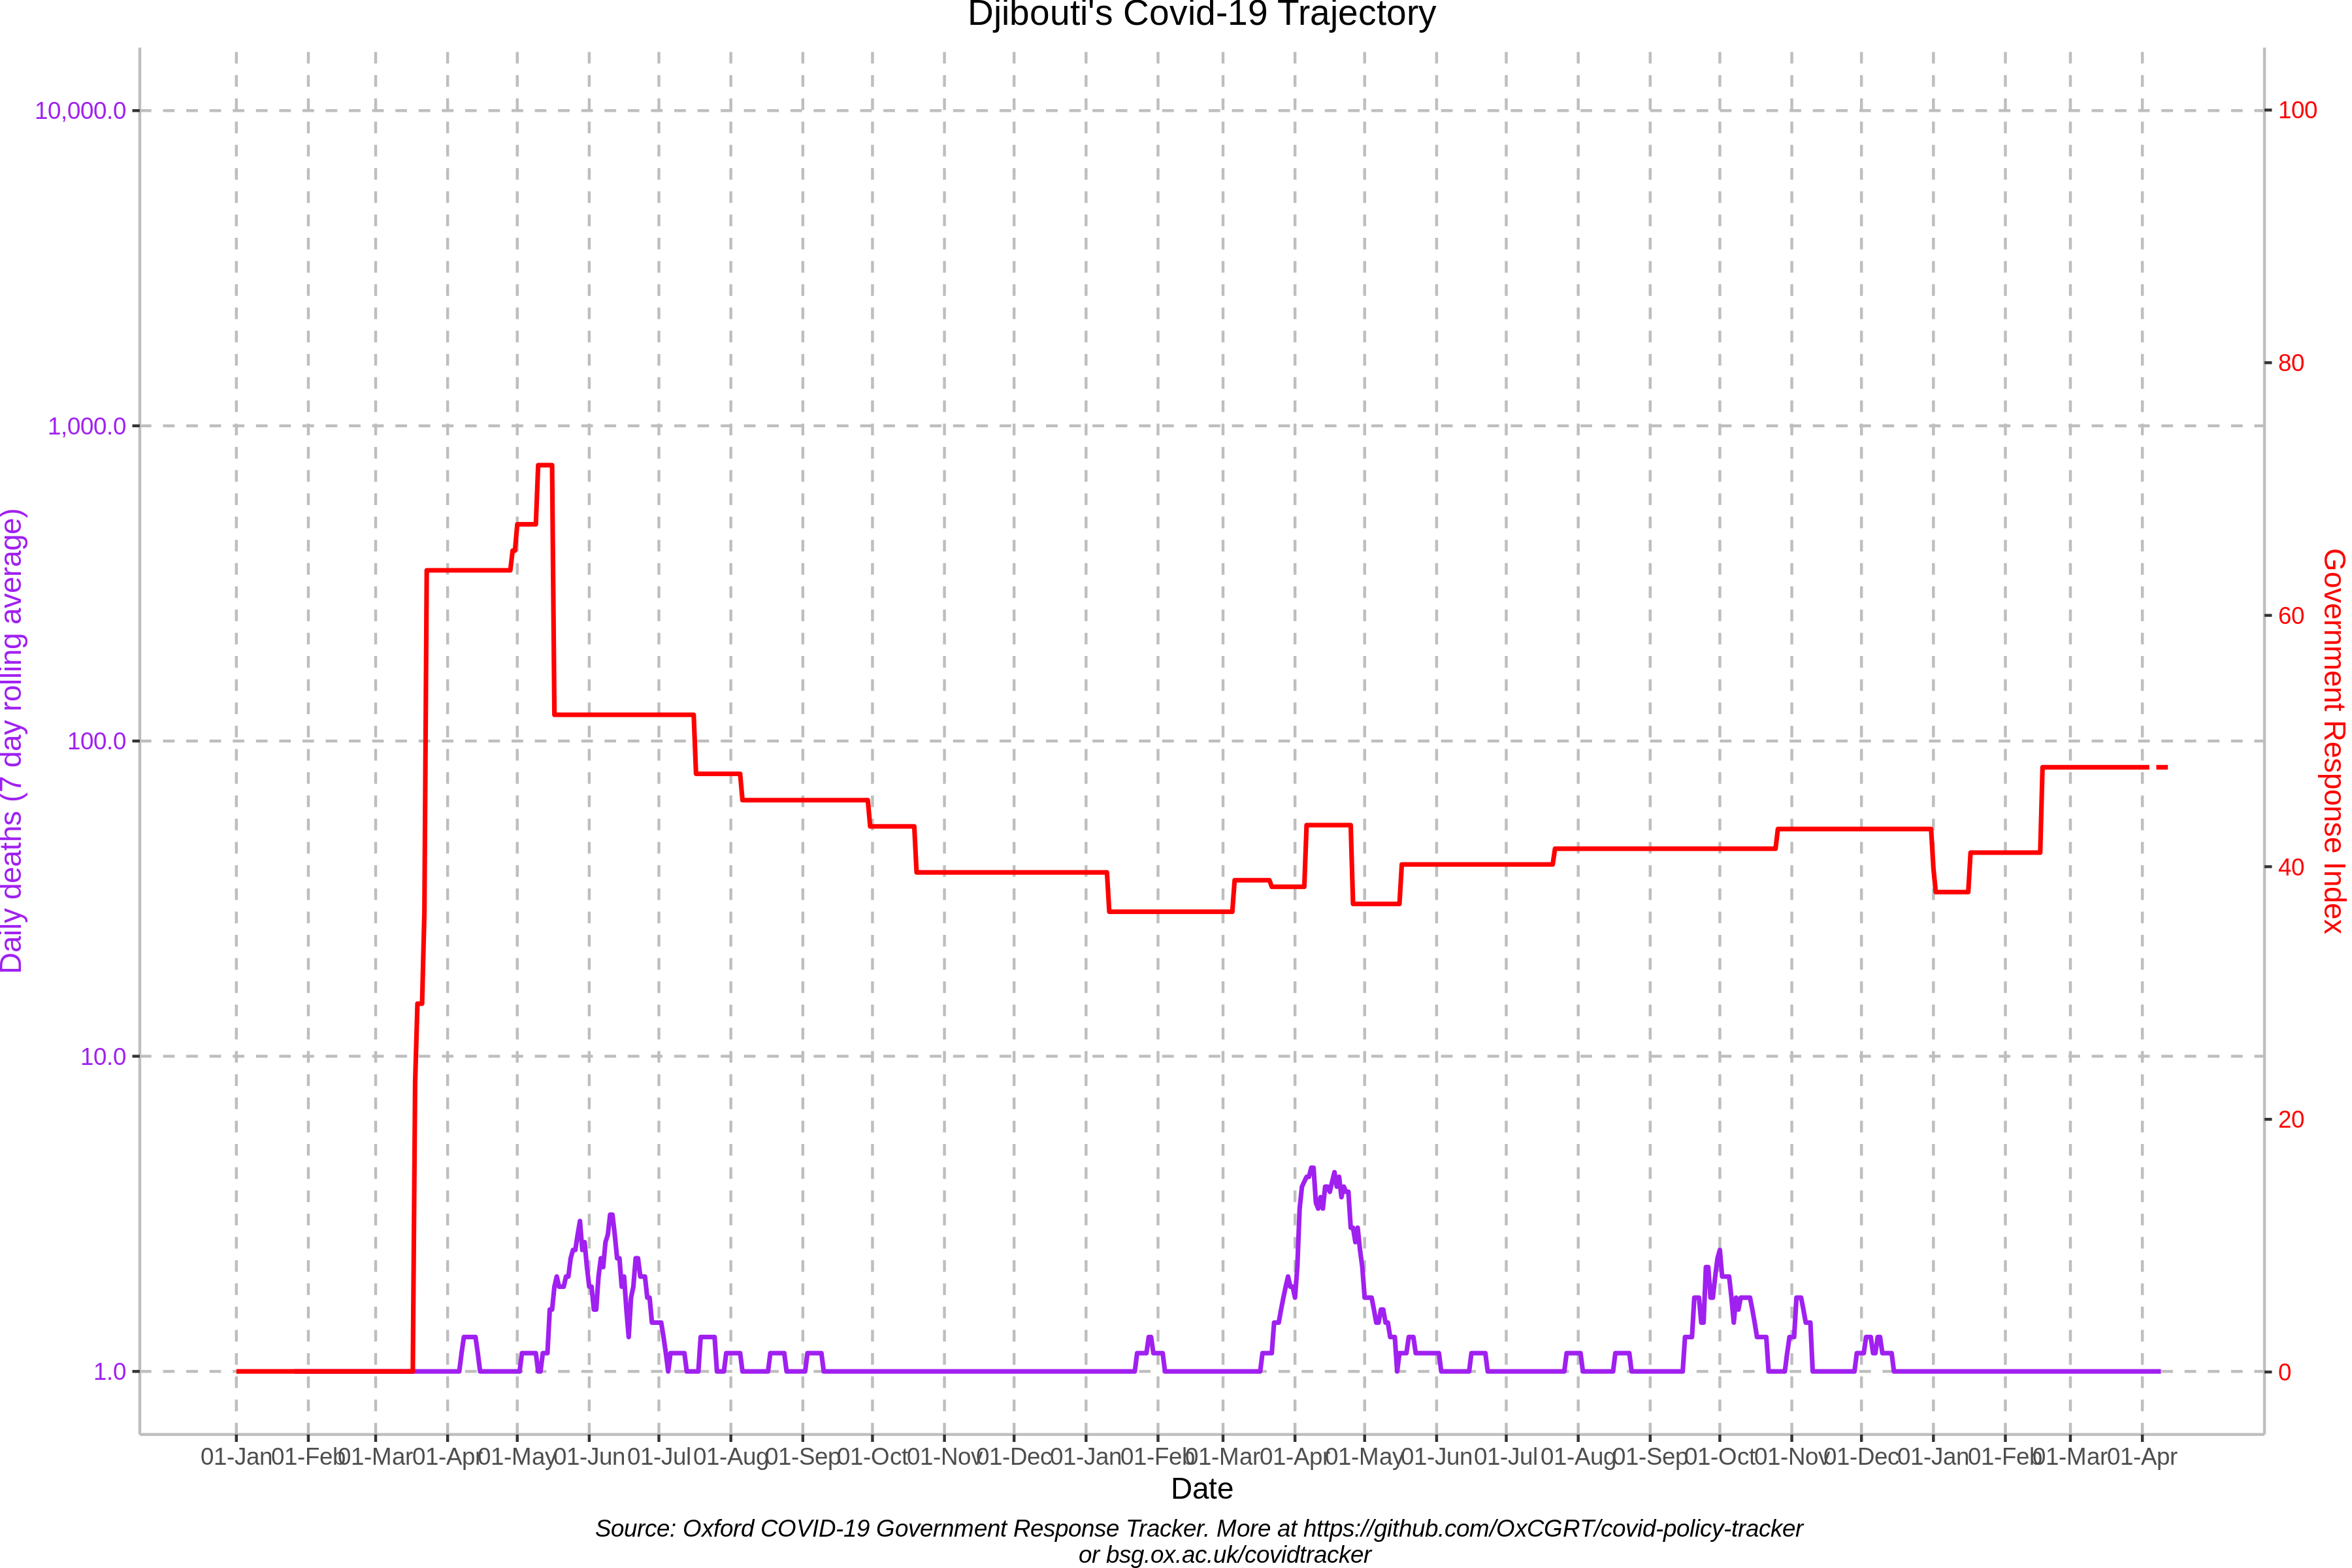 Djibouti's Covid-19 Trajectory
10,000.0
1,000.0
100.0
10.0
1.0
Daily deaths (7 day rolling average)
100
80
60
40
20
0
Government Response Index
01-Jan 01-Feb 01-Mar 01-Apr 01-May 01-Jun 01-Jul 01-Aug 01-Sep 01-Oct 01-Nov 01-Dec 01-Jan 01-Feb 01-Mar 01-Apr 01-May 01-Jun 01-Jul 01-Aug 01-Sep 01-Oct 01-Nov 01-Dec 01-Jan 01-Feb 01-Mar 01-Apr
Date
Source: Oxford COVID-19 Government Response Tracker. More at https://github.com/OxCGRT/covid-policy-tracker
or bsg.ox.ac.uk/covidtracker